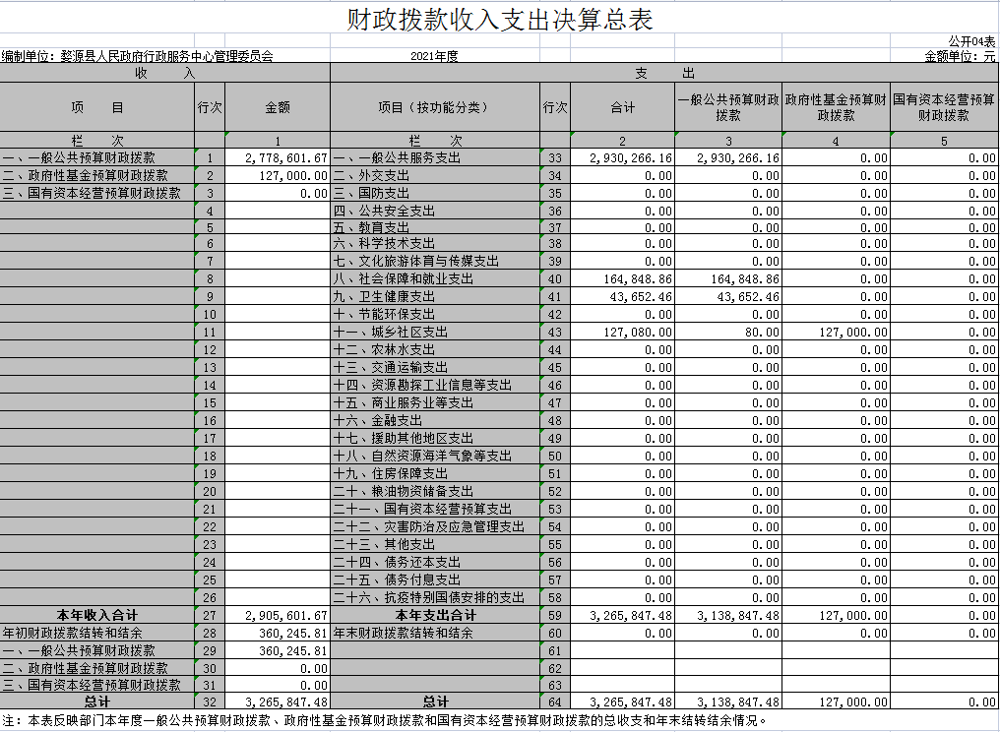 财政拨款收入支出决算总表
公开04表
编制单位：婺源县人民政府行政服务中心管理委员会 2021年度 金额单位：元
收 入 支 出
项 目 行次 金额 项目（按功能分类） 行次 合计 一般公共预算财政拨款 政府性基金预算财政拨款 国有资本经营预算财政拨款
栏 次 1 栏 次 2 3 4 5
一、一般公共预算财政拨款 1 2,778,601.67 一、一般公共服务支出 33 2,930,266.16 2,930,266.16 0.00 0.00
二、政府性基金预算财政拨款 2 127,000.00 二、外交支出 34 0.00 0.00 0.00 0.00
三、国有资本经营预算财政拨款 3 0.00 三、国防支出 35 0.00 0.00 0.00 0.00
4 四、公共安全支出 36 0.00 0.00 0.00 0.00
5 五、教育支出 37 0.00 0.00 0.00 0.00
6 六、科学技术支出 38 0.00 0.00 0.00 0.00
7 七、文化旅游体育与传媒支出 39 0.00 0.00 0.00 0.00
8 八、社会保障和就业支出 40 164,848.86 164,848.86 0.00 0.00
9 九、卫生健康支出 41 43,652.46 43,652.46 0.00 0.00
10 十、节能环保支出 42 0.00 0.00 0.00 0.00
11 十一、城乡社区支出 43 127,080.00 80.00 127,000.00 0.00
12 十二、农林水支出 44 0.00 0.00 0.00 0.00
13 十三、交通运输支出 45 0.00 0.00 0.00 0.00
14 十四、资源勘探工业信息等支出 46 0.00 0.00 0.00 0.00
15 十五、商业服务业等支出 47 0.00 0.00 0.00 0.00
16 十六、金融支出 48 0.00 0.00 0.00 0.00
17 十七、援助其他地区支出 49 0.00 0.00 0.00 0.00
18 十八、自然资源海洋气象等支出 50 0.00 0.00 0.00 0.00
19 十九、住房保障支出 51 0.00 0.00 0.00 0.00
20 二十、粮油物资储备支出 52 0.00 0.00 0.00 0.00
21 二十一、国有资本经营预算支出 53 0.00 0.00 0.00 0.00
22 二十二、灾害防治及应急管理支出 54 0.00 0.00 0.00 0.00
23 二十三、其他支出 55 0.00 0.00 0.00 0.00
24 二十四、债务还本支出 56 0.00 0.00 0.00 0.00
25 二十五、债务付息支出 57 0.00 0.00 0.00 0.00
26 二十六、抗疫特别国债安排的支出 58 0.00 0.00 0.00 0.00
本年收入合计 27 2,905,601.67 本年支出合计 59 3,265,847.48 3,138,847.48 127,000.00 0.00
年初财政拨款结转和结余 28 360,245.81 年末财政拨款结转和结余 60 0.00 0.00 0.00 0.00
一、一般公共预算财政拨款 29 360,245.81 61
二、政府性基金预算财政拨款 30 0.00 62
三、国有资本经营预算财政拨款 31 0.00 63
总计 32 3,265,847.48 总计 64 3,265,847.48 3,138,847.48 127,000.00 0.00
注：本表反映部门本年度一般公共预算财政拨款、政府性基金预算财政拨款和国有资本经营预算财政拨款的总收支和年末结转结余情况。